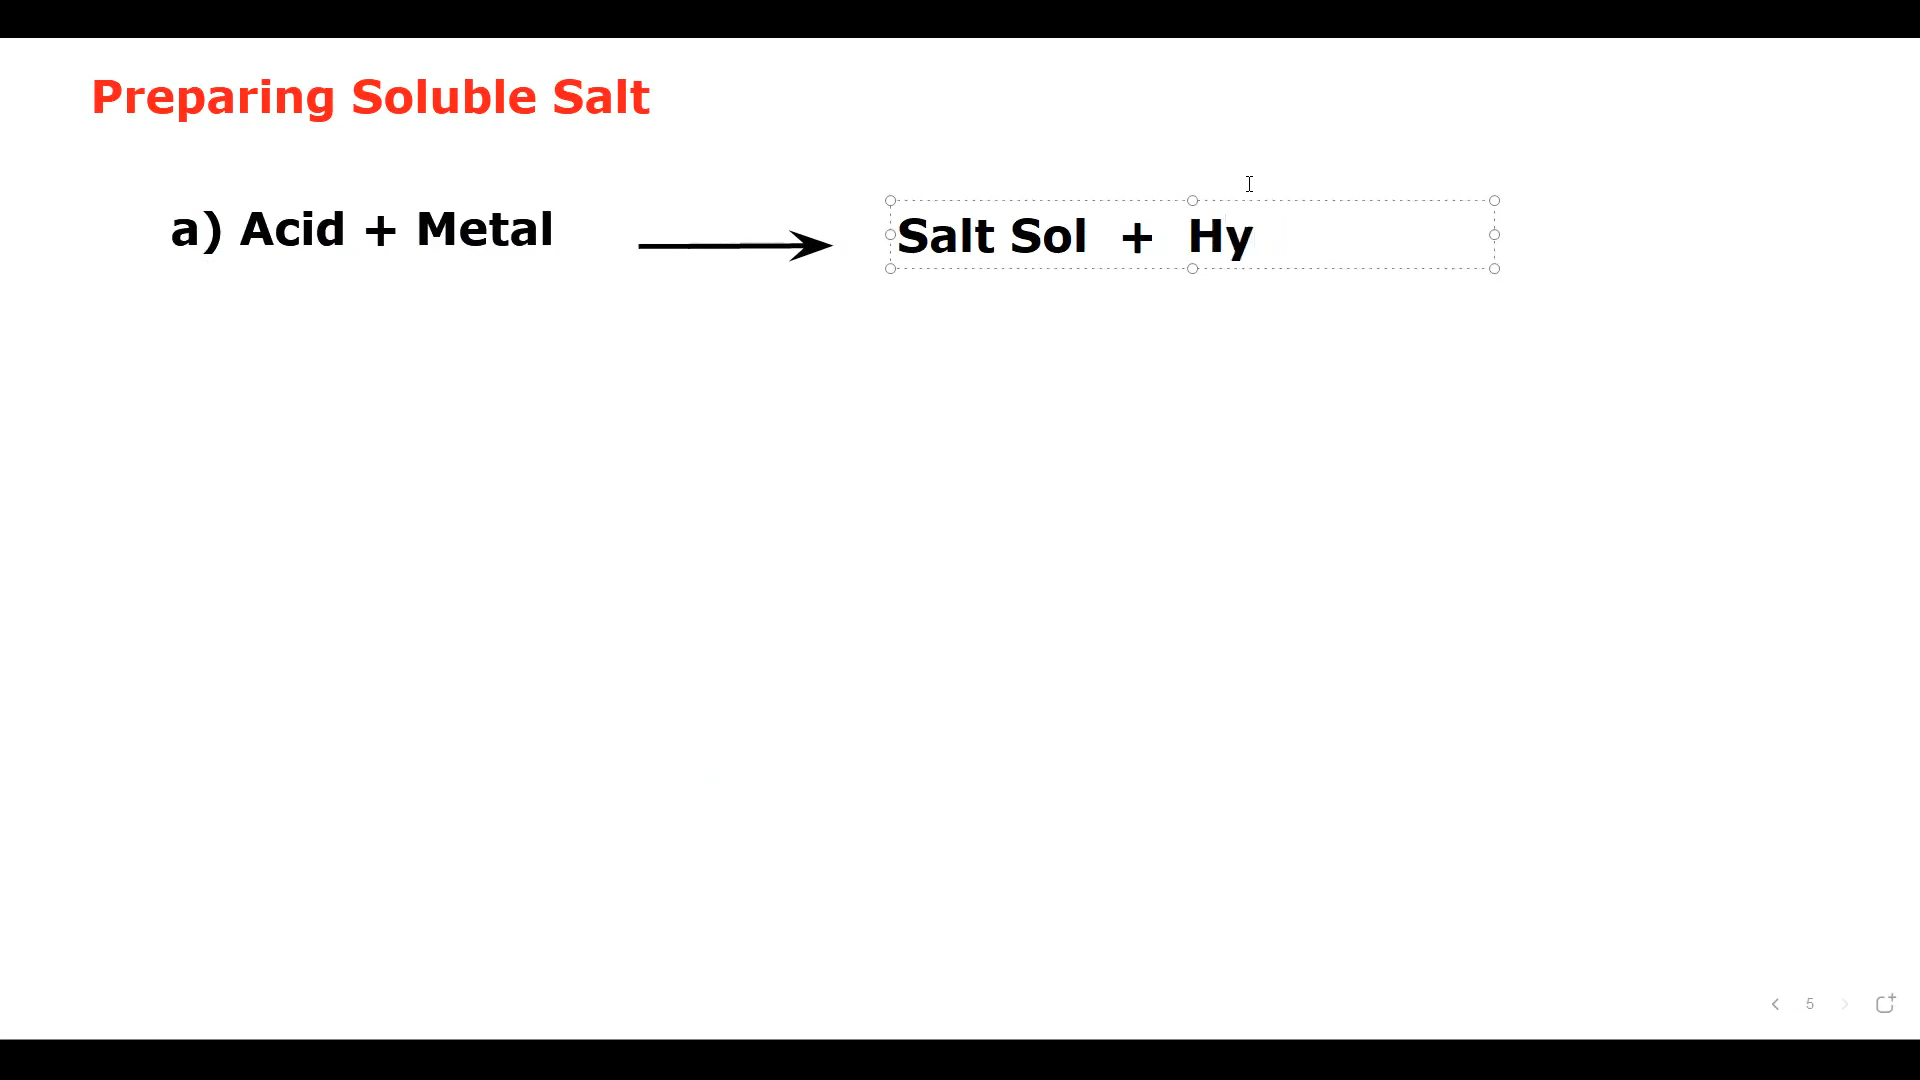 Preparing Soluble Salt
a) Acid + Metal
Salt Sol + Hy
5